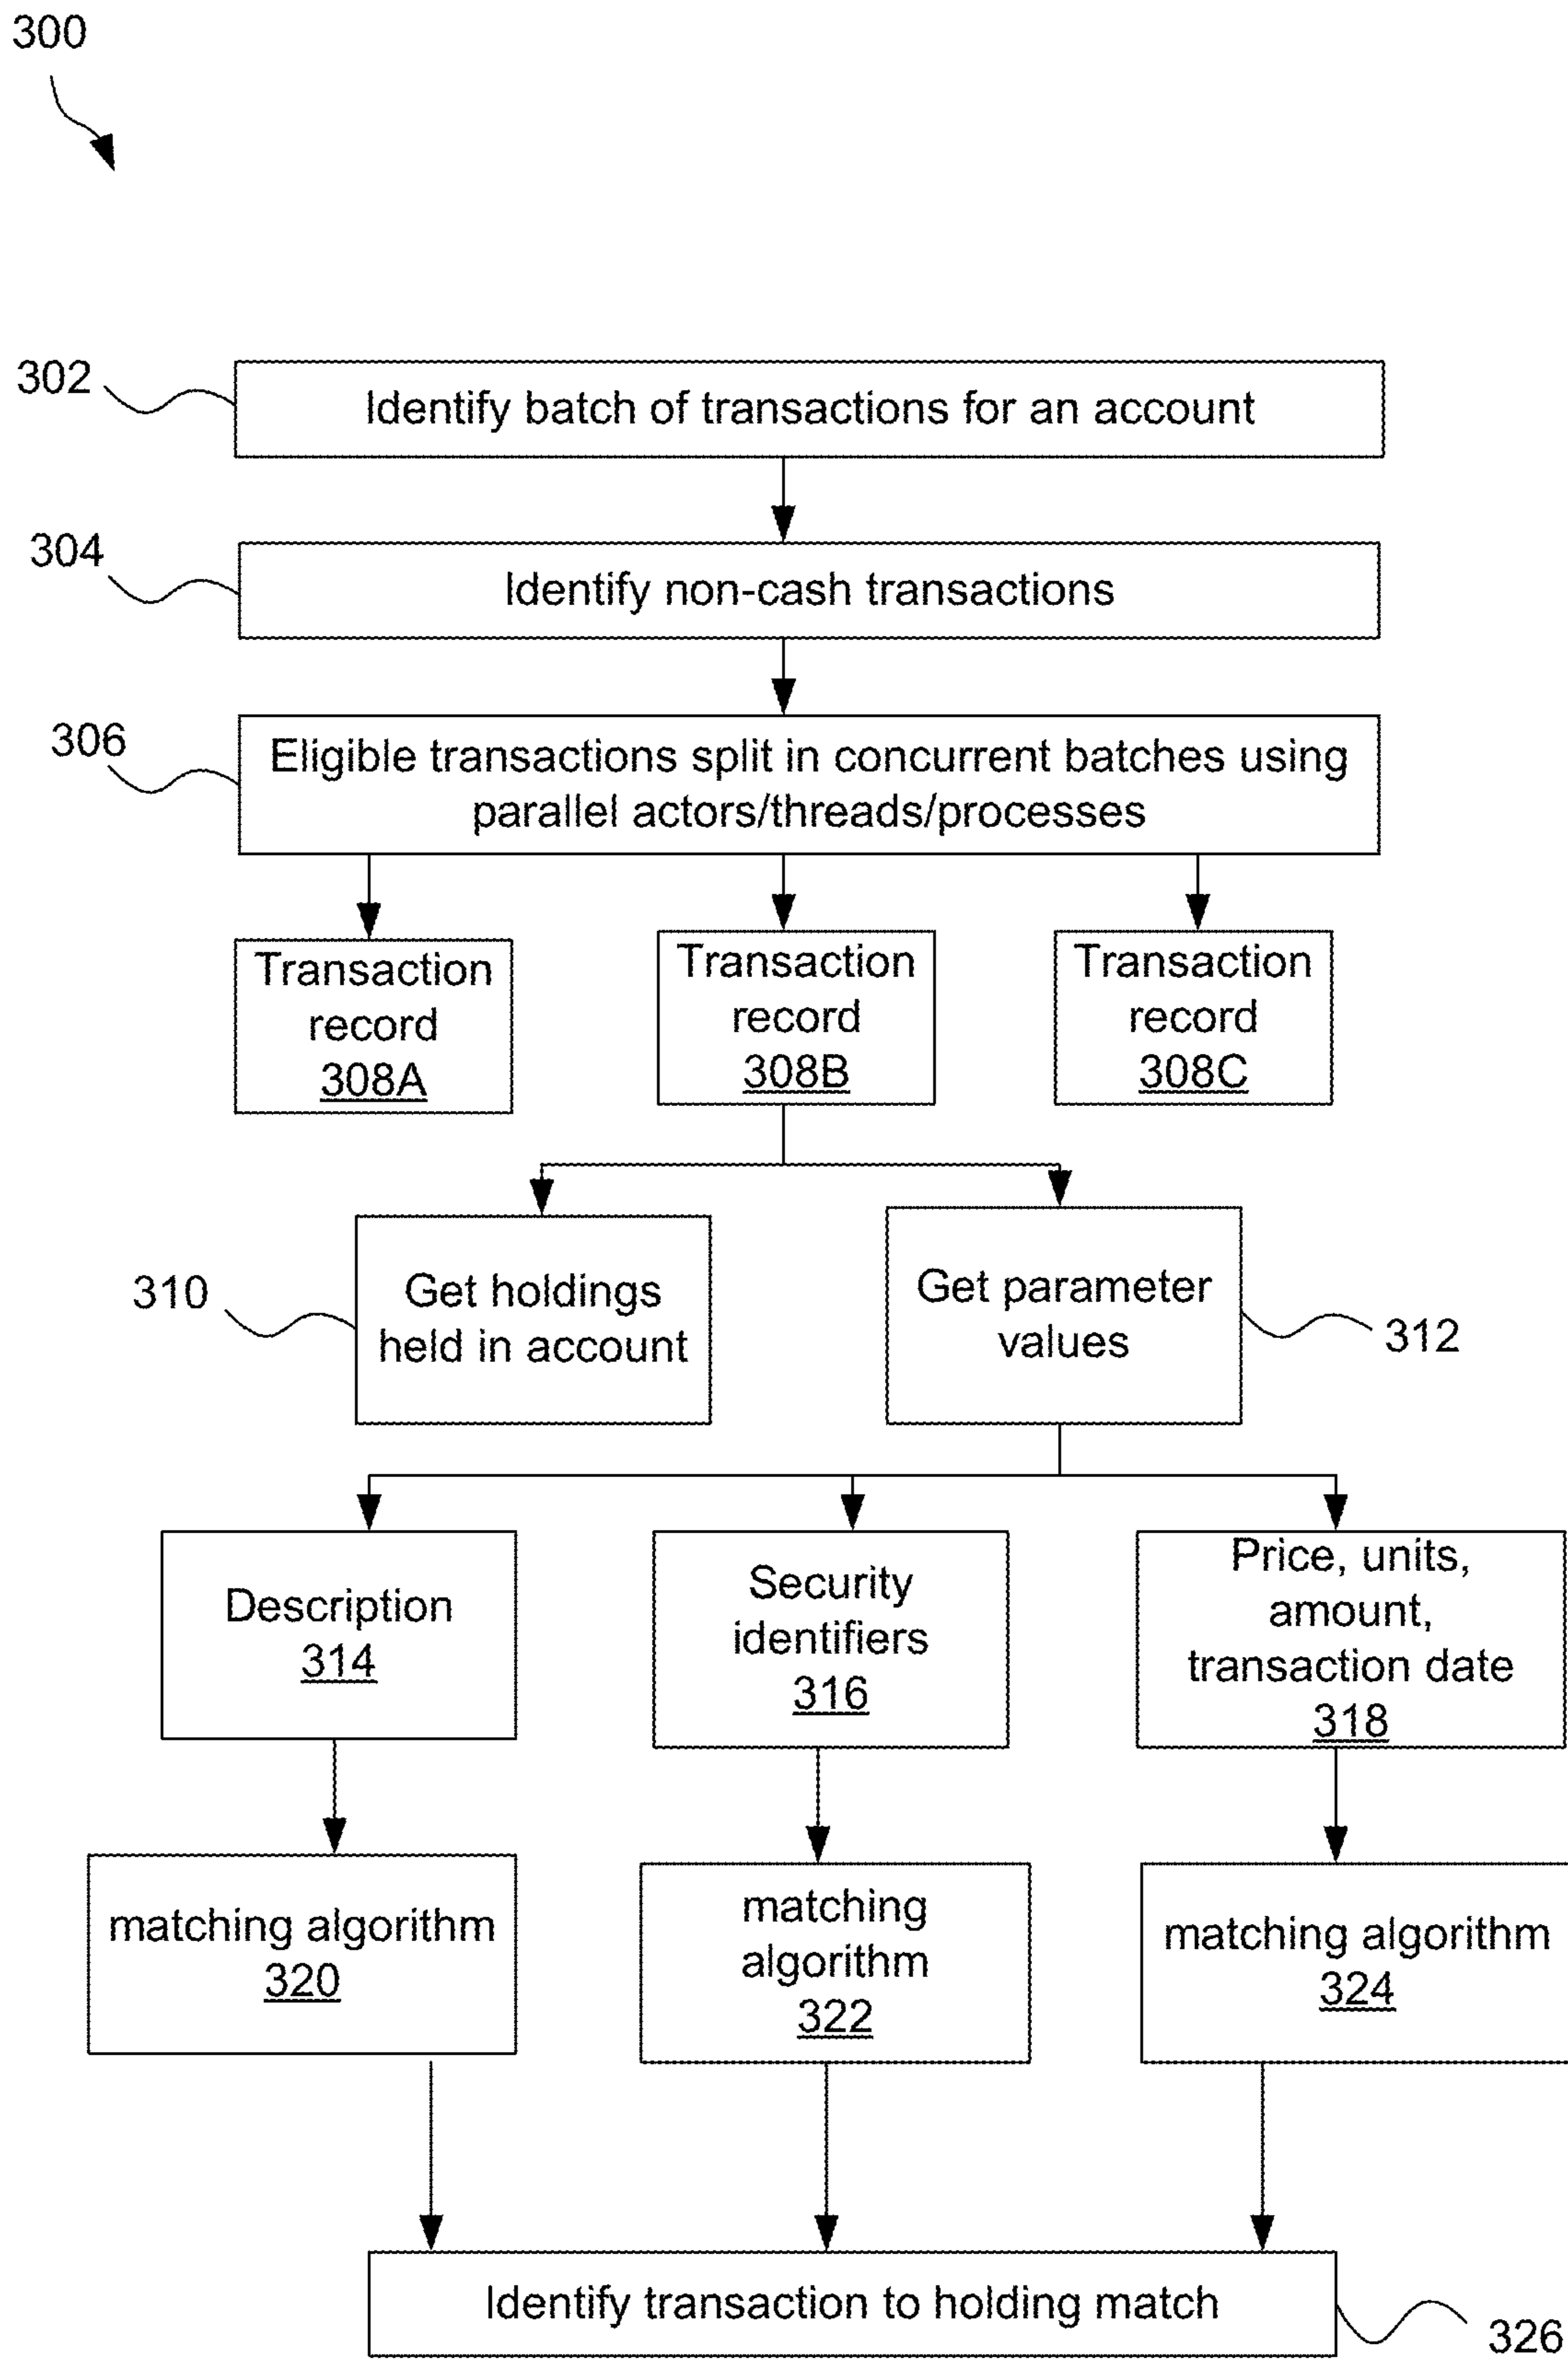 300
302
Identify batch of transactions for an account
304
Identify non-cash transactions
306
Eligible transactions split in concurrent batches using
parallel actors/threads/processes
Transaction
record
308A
Transaction
record
308B
Transaction
record
308C
310
Get holdings
held in account
Get parameter
values
312
Description
314
Security
identifiers
316
Price, units,
amount,
transaction date
318
matching algorithm
320
matching
algorithm
322
matching algorithm
324
Identify transaction to holding match
326